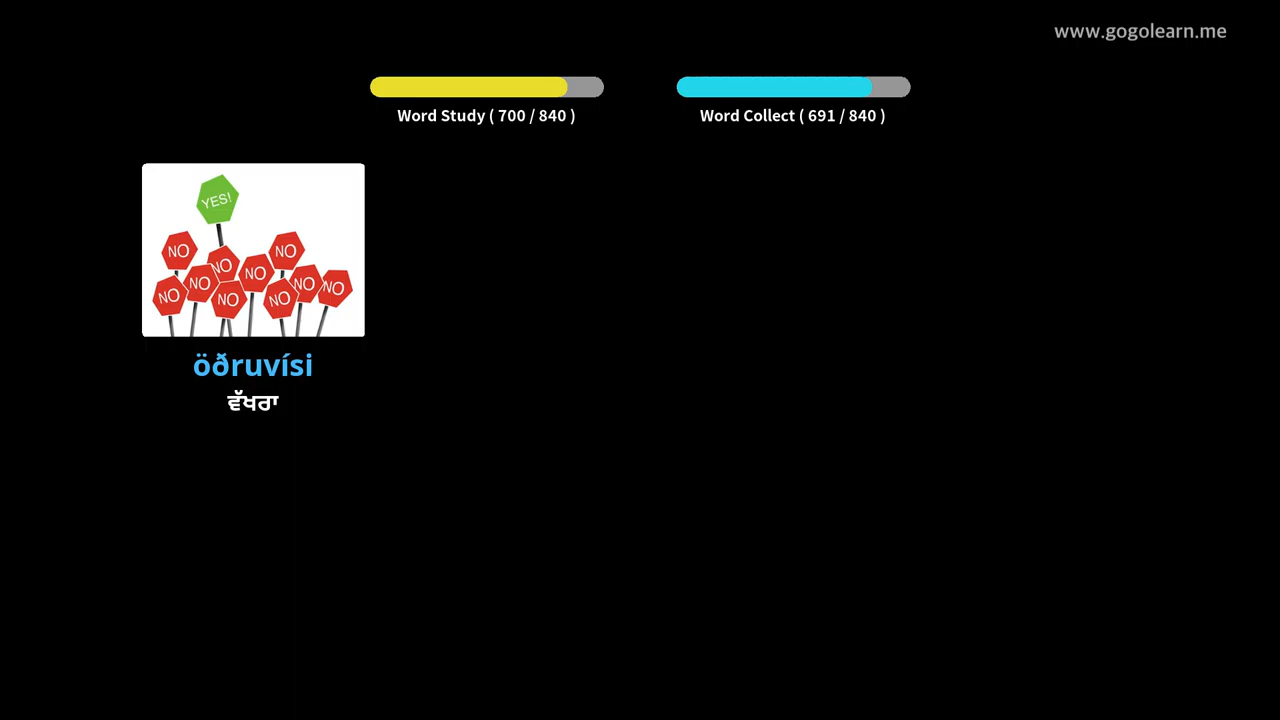 www.gogolearn.me
Word Study ( 700 / 840 )
Word Collect ( 691 / 840 )
YES!
NO
NO
NO
NO
NO
NO
NO
NO
NO
NO
öðruvísi
ਵੱਖਰਾ